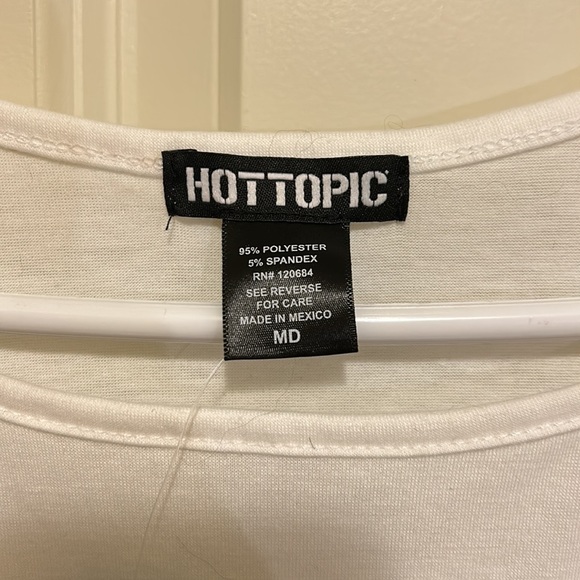 HOTTOPIC
95% POLYESTER
5% SPANDEX
RN# 120684
SEE REVERSE
FOR CARE
MADE IN MEXICO
MD